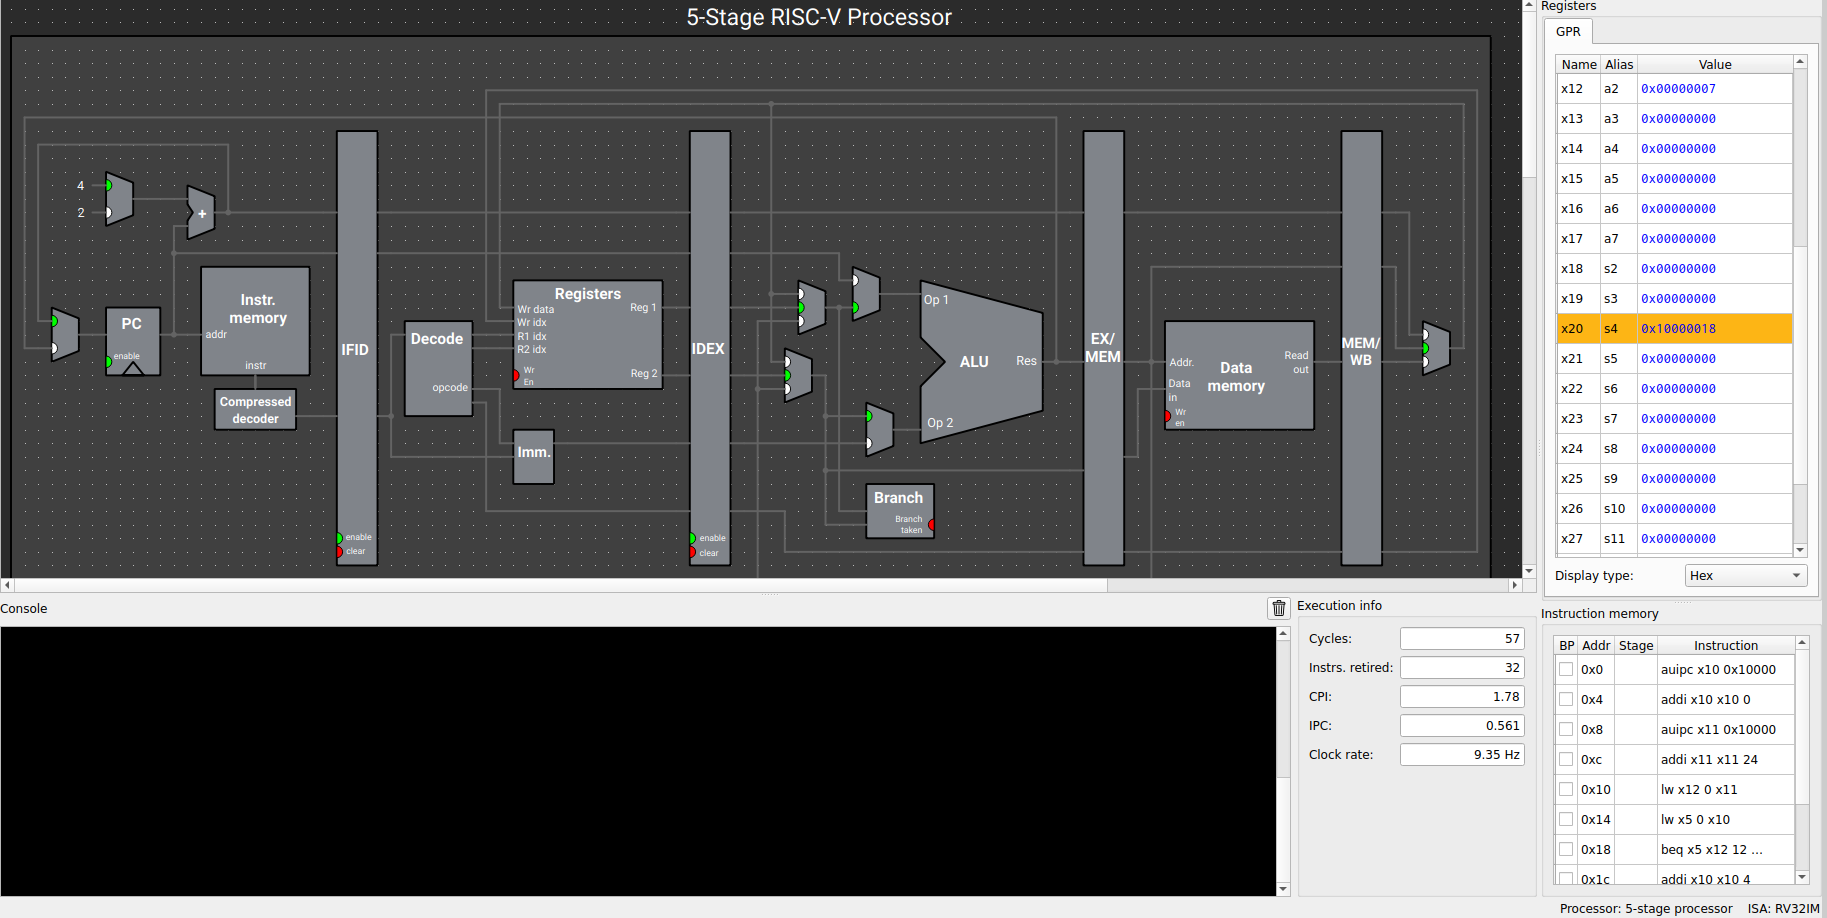 5-Stage RISC-V Processor
4
2
+
PC
enable
Instr.
memory
addr
instr
Compressed
decoder
IFID
enable
clear
Decode
opcode
Registers
Wr data
Wr idx
R1 idx
R2 idx
Wr
En
Reg 1
Reg 2
Imm.
IDEX
enable
clear
Op 1
ALU
Res
Op 2
Branch
Branch
taken
EX/
MEM
Addr.
Data
in
Wr
en
Data
memory
Read
out
MEM/
WB
Registers
GPR
Name Alias Value
x12 a2 0x00000007
x13 a3 0x00000000
x14 a4 0x00000000
x15 a5 0x00000000
x16 a6 0x00000000
x17 a7 0x00000000
x18 s2 0x00000000
x19 s3 0x00000000
x20 s4 0x10000018
x21 s5 0x00000000
x22 s6 0x00000000
x23 s7 0x00000000
x24 s8 0x00000000
x25 s9 0x00000000
x26 s10 0x00000000
x27 s11 0x00000000
Display type: Hex
Console
Execution info
Cycles: 57
Instrs. retired: 32
CPI: 1.78
IPC: 0.561
Clock rate: 9.35 Hz
Instruction memory
BP Addr Stage Instruction
0x0 auipc x10 0x10000
0x4 addi x10 x10 0
0x8 auipc x11 0x10000
0xc addi x11 x11 24
0x10 lw x12 0 x11
0x14 lw x5 0 x10
0x18 beq x5 x12 12 ...
0x1c addi x10 x10 4
Processor: 5-stage processor ISA: RV32IM